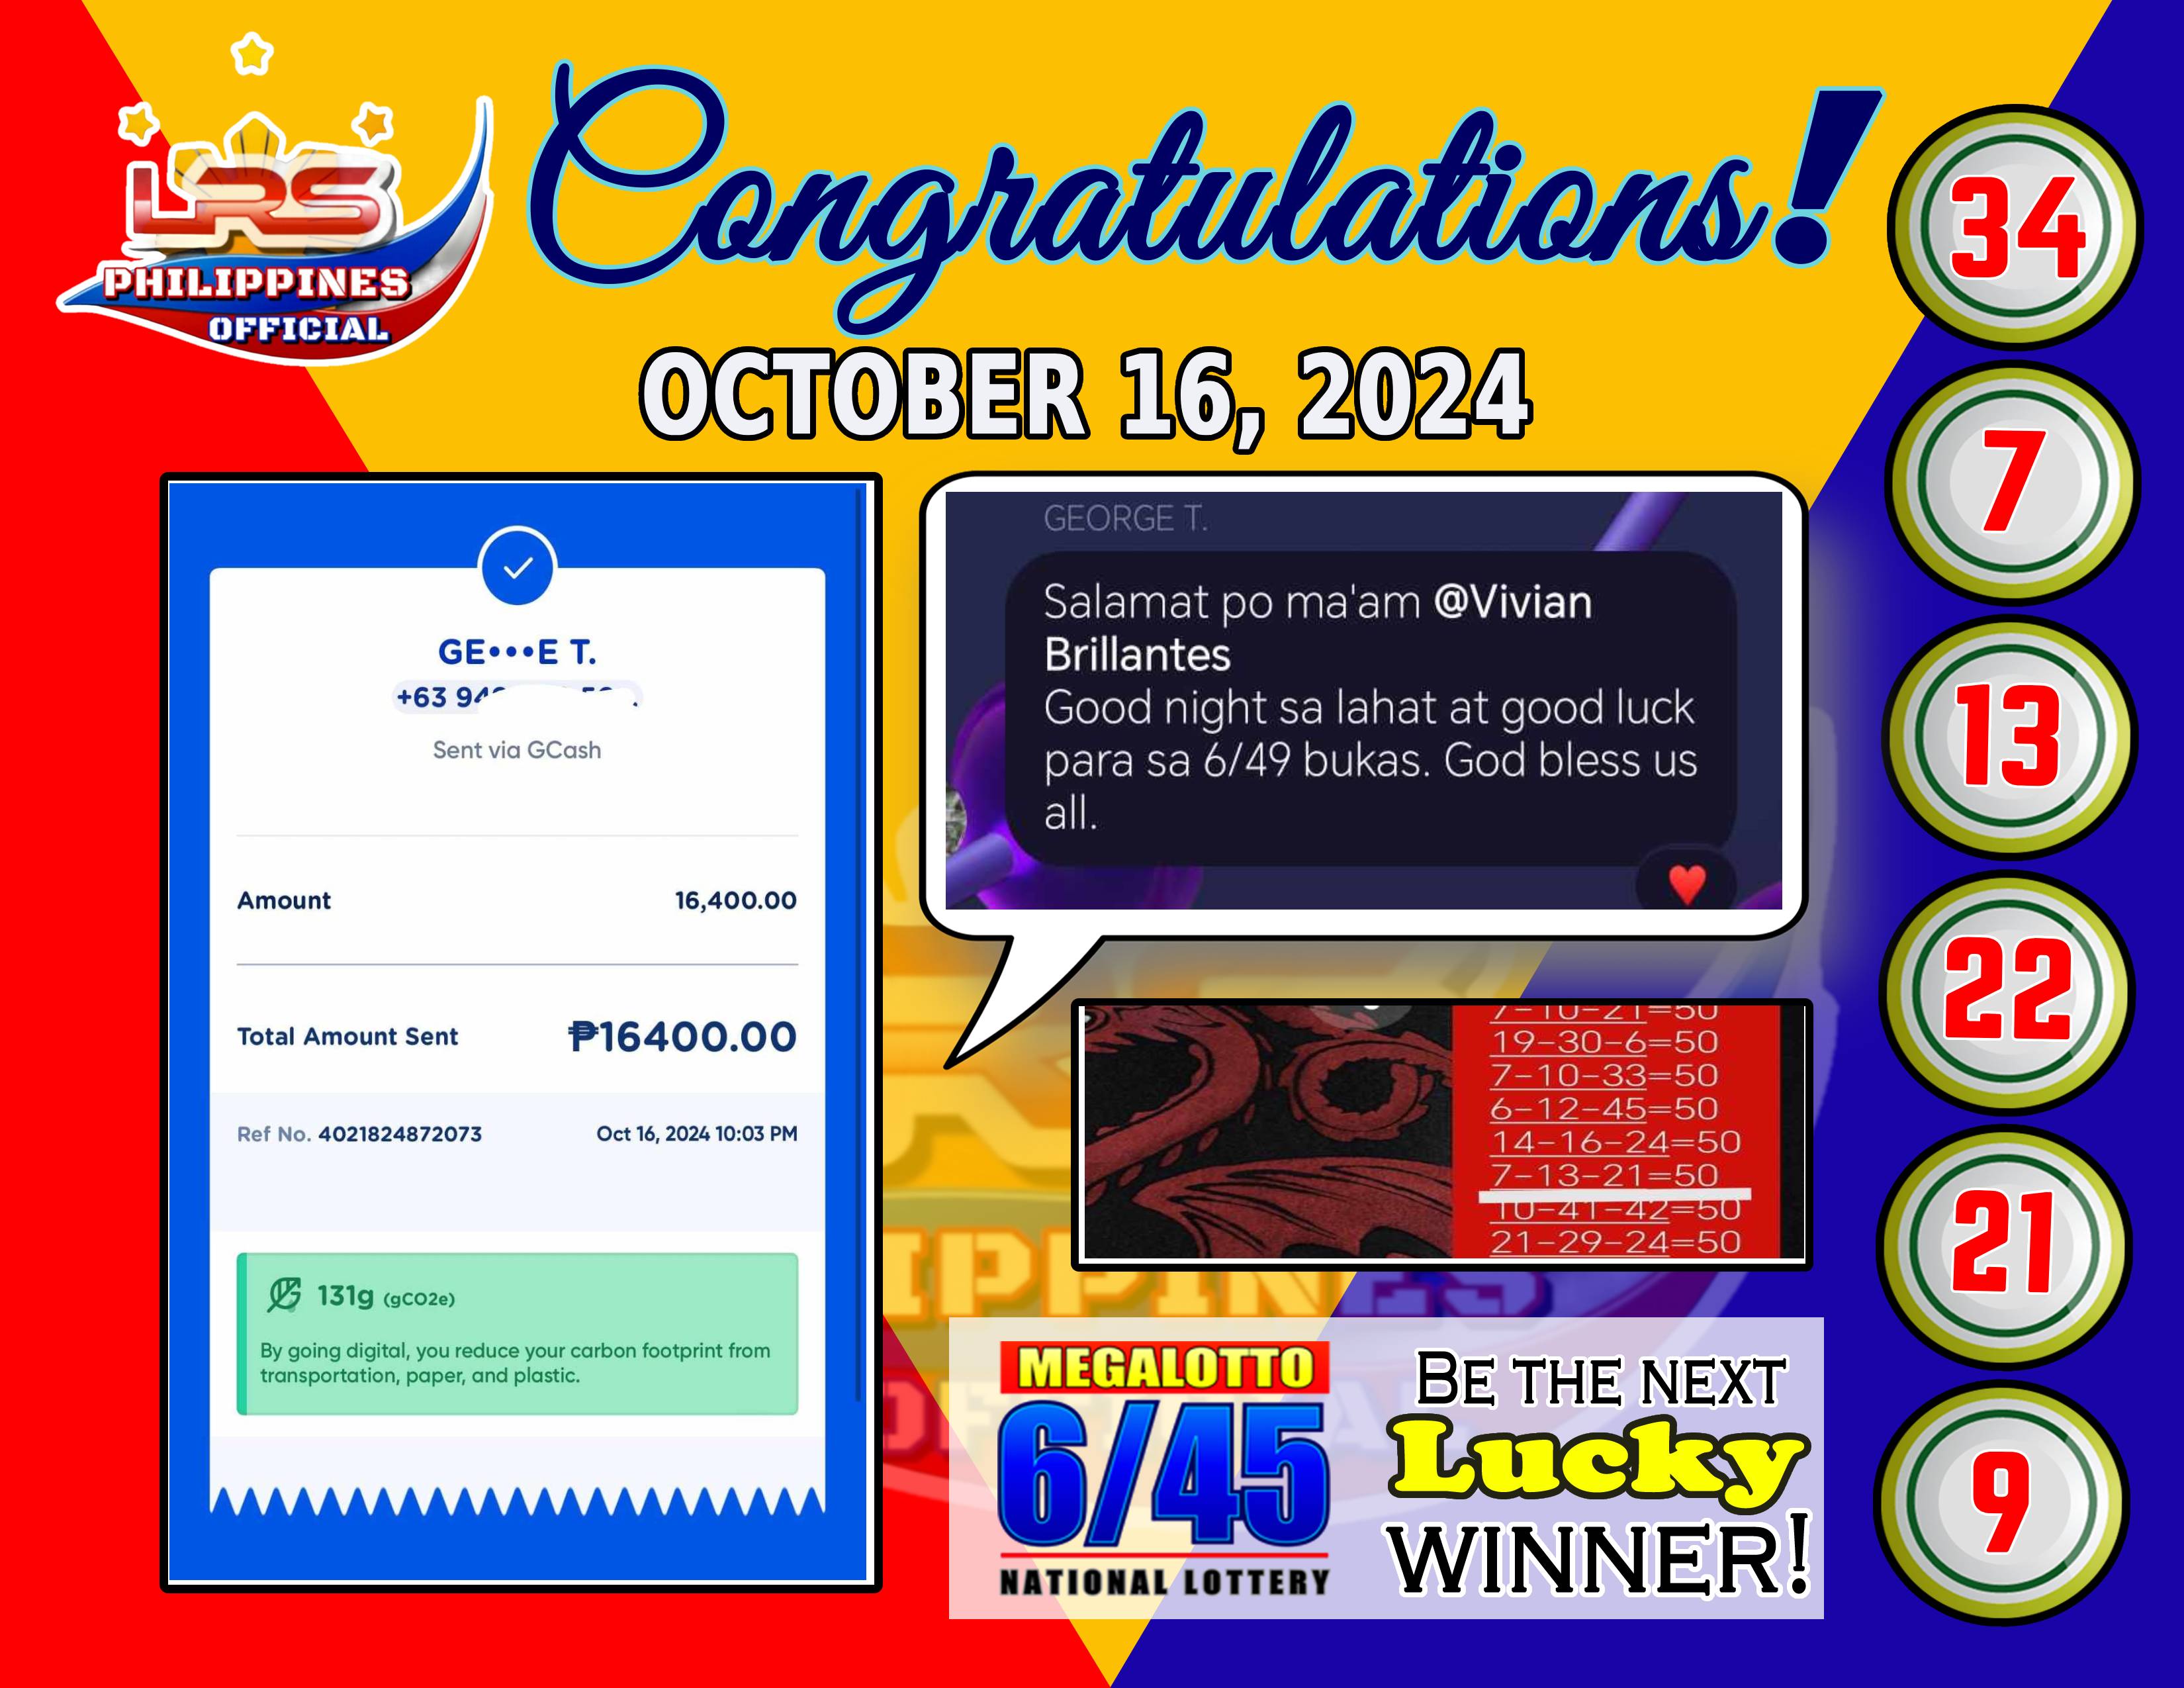 LRS
PHILIPPINES
OFFICIAL
Congratulations!
OCTOBER 16, 2024
GE•••E T.
+63 94
Sent via GCash
Amount 16,400.00
Total Amount Sent ₱16400.00
Ref No. 4021824872073 Oct 16, 2024 10:03 PM
131g (gCO2e)
By going digital, you reduce your carbon footprint from
transportation, paper, and plastic.
GEORGE T.
Salamat po ma'am @Vivian
Brillantes
Good night sa lahat at good luck
para sa 6/49 bukas. God bless us
all.
7-10-21=50
19-30-6=50
7-10-33=50
6-12-45=50
14-16-24=50
7-13-21=50
10-41-42=50
21-29-24=50
MEGALOTTO
6/45
NATIONAL LOTTERY
BE THE NEXT
Lucky
WINNER!
34
7
13
22
21
9